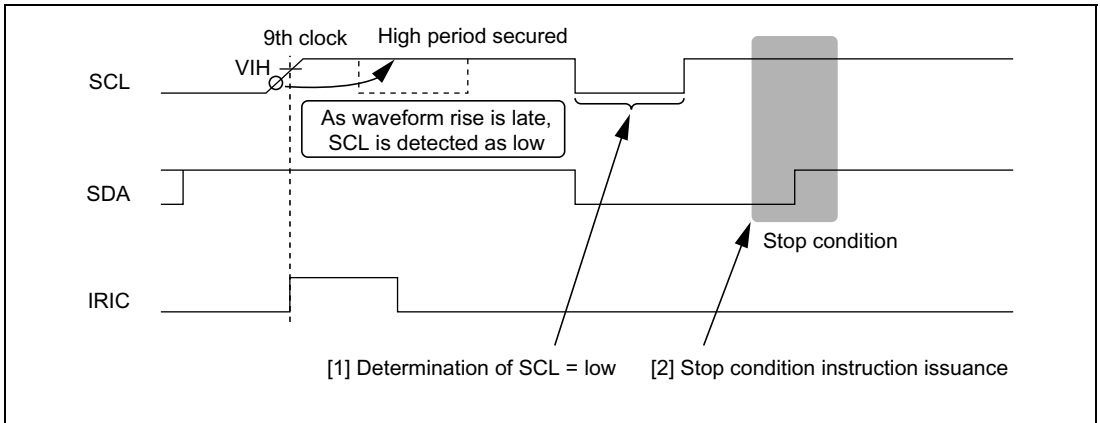 9th clock
High period secured
VIH
SCL
As waveform rise is late,
SCL is detected as low
SDA
Stop condition
IRIC
[1] Determination of SCL = low
[2] Stop condition instruction issuance